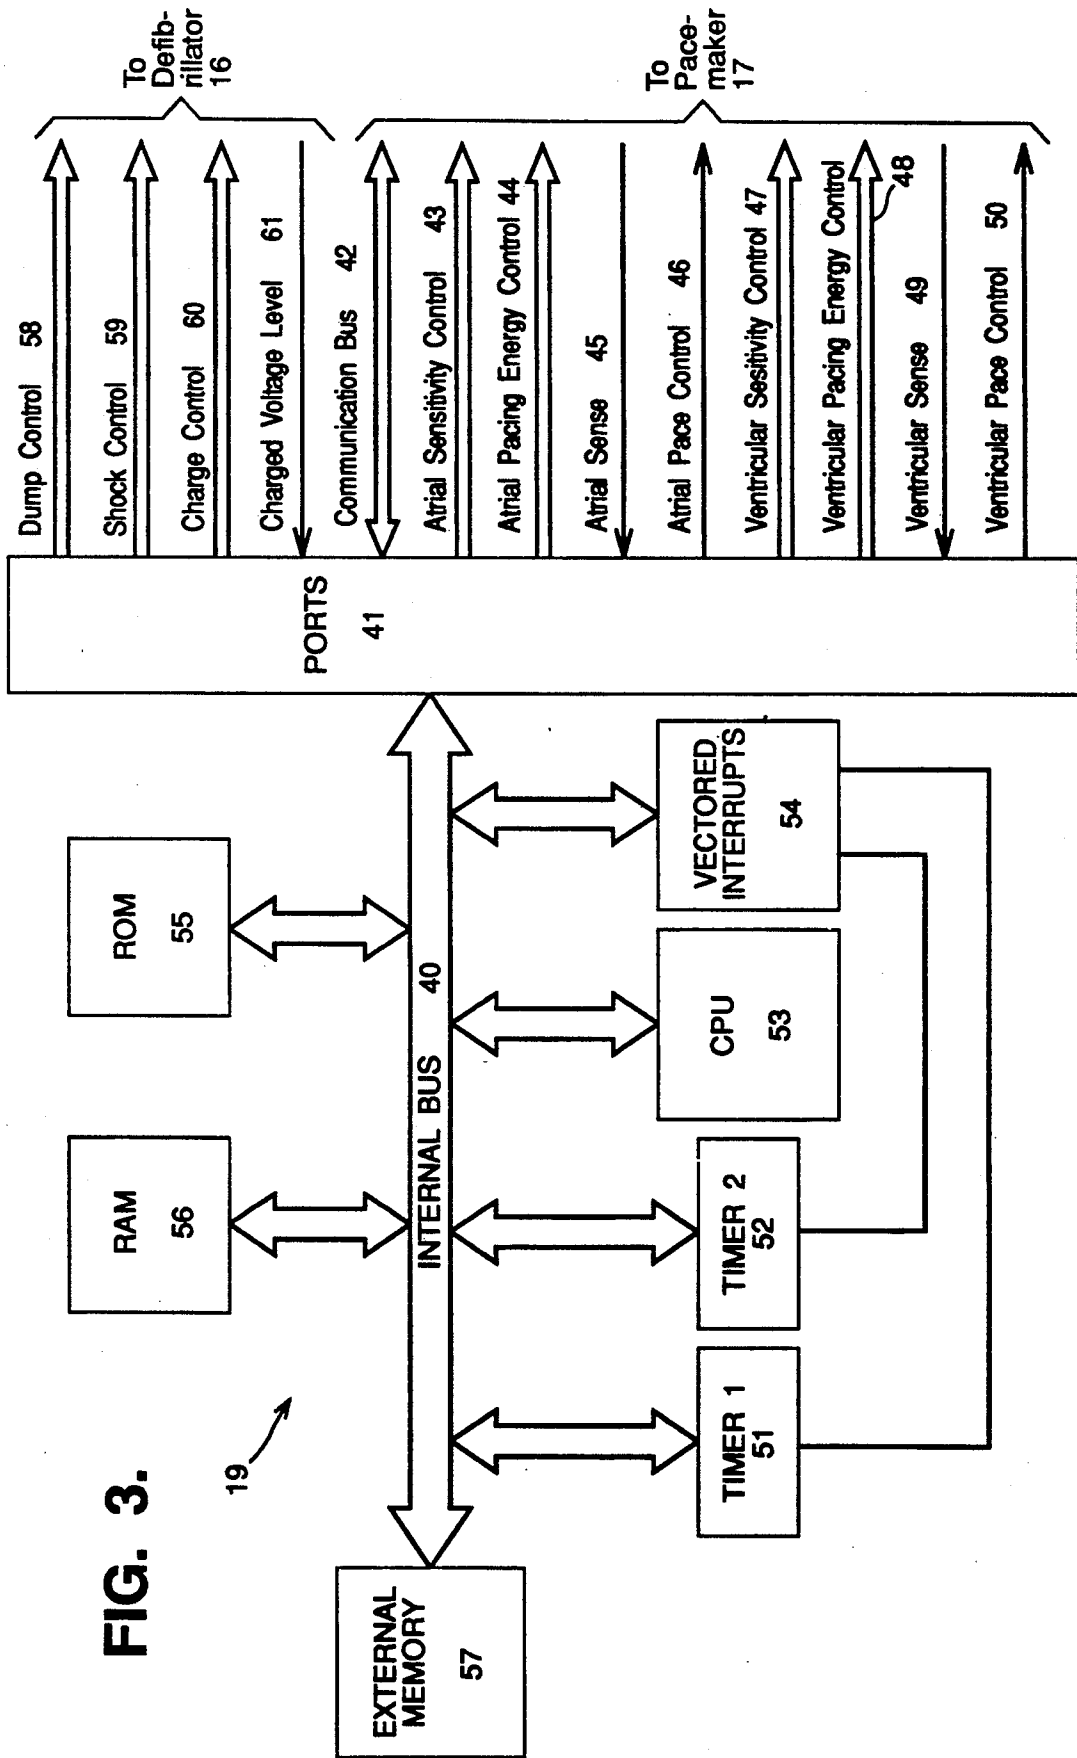 FIG. 3.
19
EXTERNAL
MEMORY
57
RAM
56
ROM
55
INTERNAL BUS 40
TIMER 1
51
TIMER 2
52
CPU
53
VECTORED
INTERRUPTS
54
PORTS
41
Dump Control 58
Shock Control 59
Charge Control 60
Charged Voltage Level 61
Communication Bus 42
Atrial Sensitivity Control 43
Atrial Pacing Energy Control 44
Atrial Sense 45
Atrial Pace Control 46
Ventricular Sesitivity Control 47
Ventricular Pacing Energy Control
48
Ventricular Sense 49
Ventricular Pace Control 50
To
Defib-
rillator
16
To
Pace-
maker
17